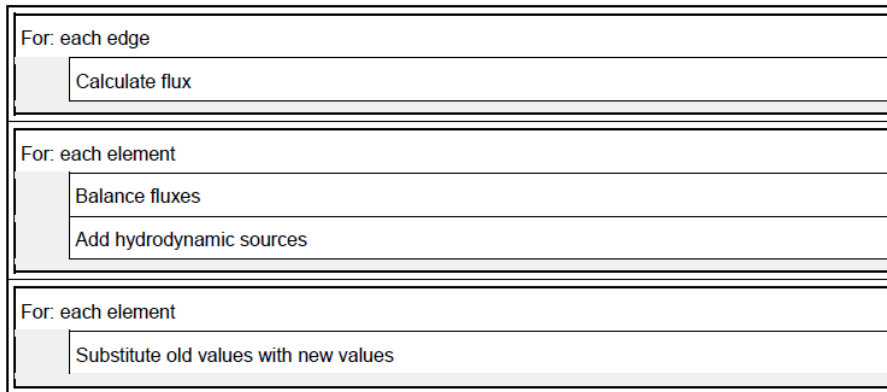 For: each edge
Calculate flux
For: each element
Balance fluxes
Add hydrodynamic sources
For: each element
Substitute old values with new values